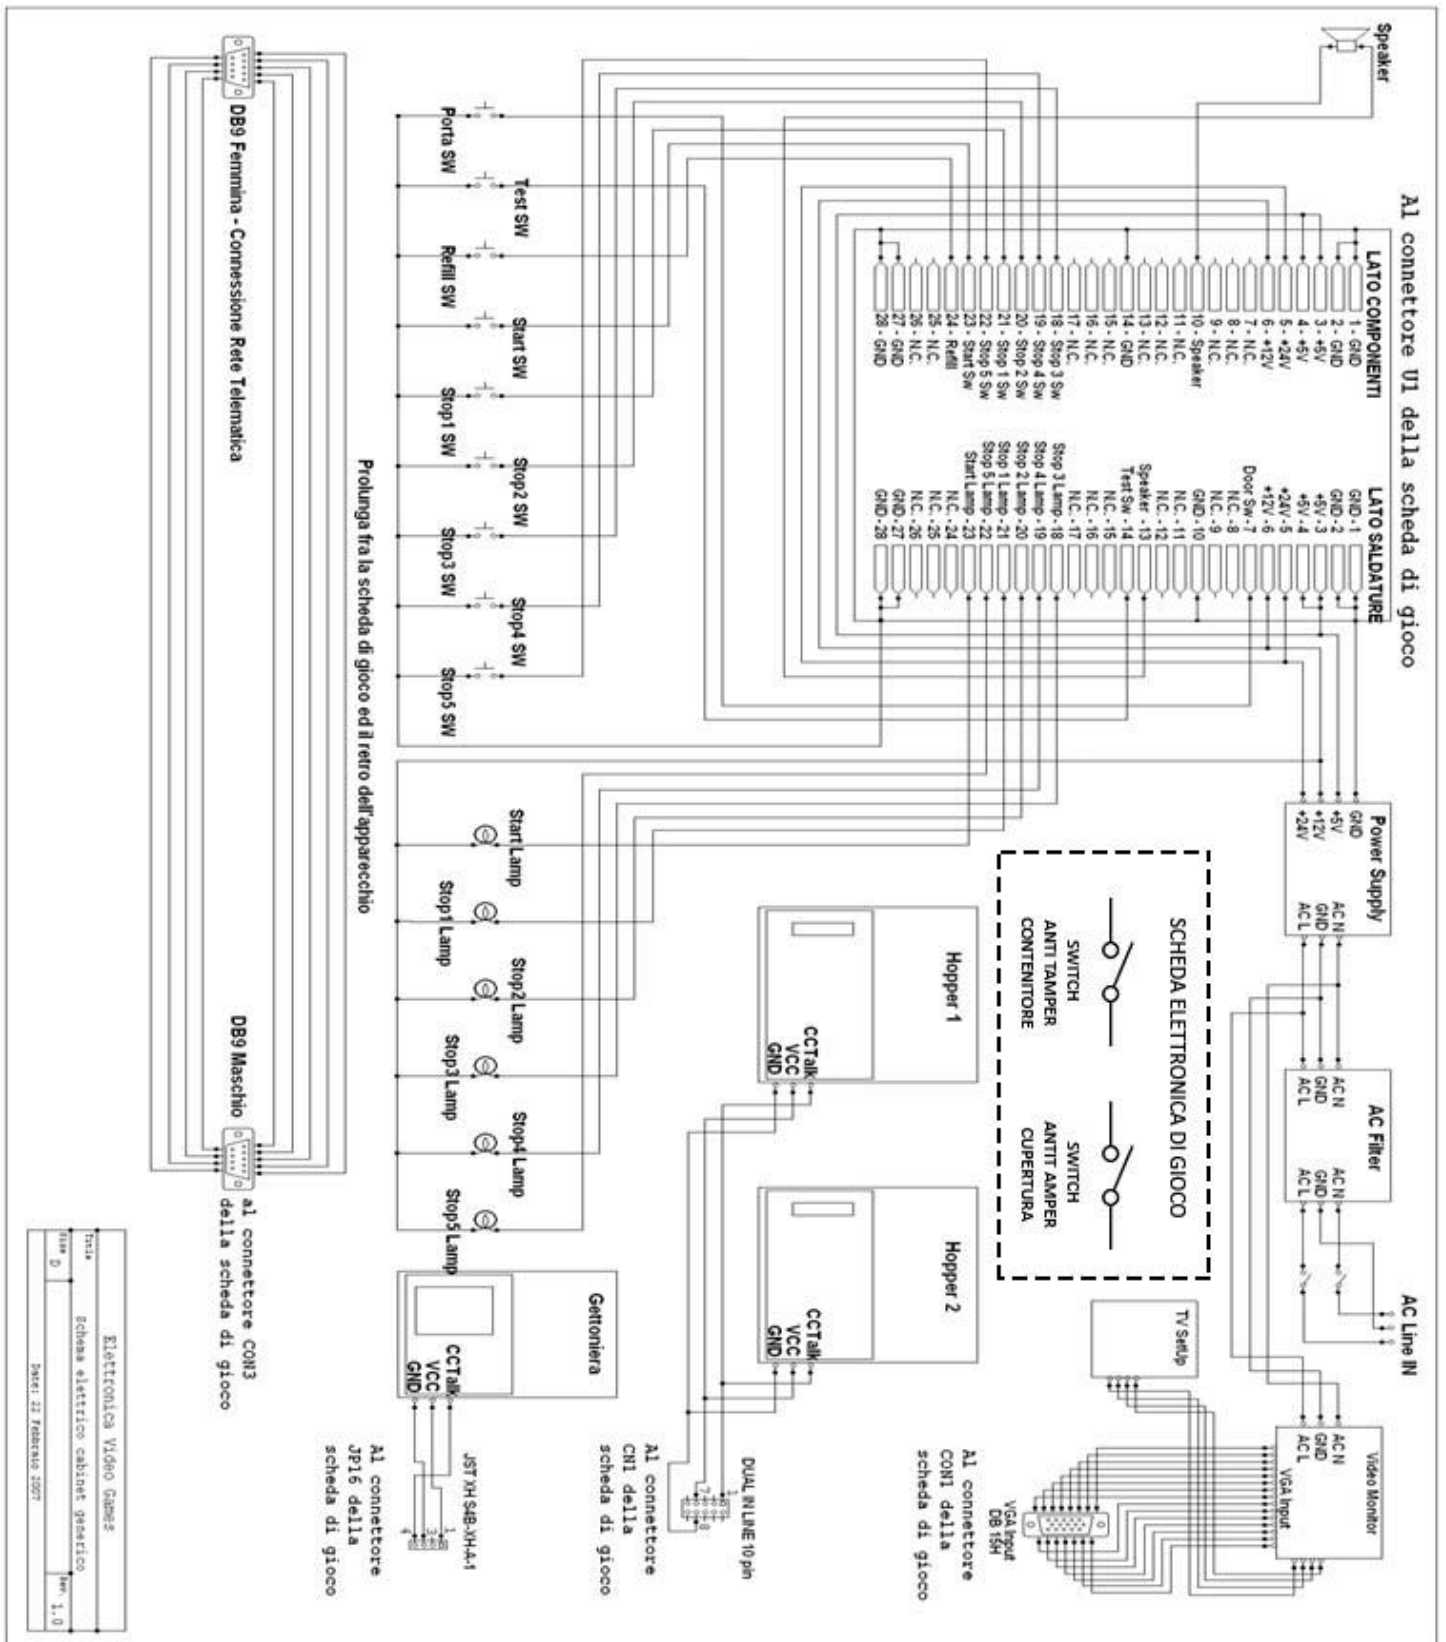 Speaker
Al connettore U1 della scheda di gioco
LATO COMPONENTI
1 - GND
2 - GND
3 - +5V
4 - +5V
5 - +24V
6 - +12V
7 - N.C.
8 - N.C.
9 - N.C.
10 - Speaker
11 - N.C.
12 - N.C.
13 - N.C.
14 - GND
15 - N.C.
16 - N.C.
17 - N.C.
18 - Stop 3 Sw
19 - Stop 4 Sw
20 - Stop 2 Sw
21 - Stop 1 Sw
22 - Stop 5 Sw
23 - Start Sw
24 - Refill
25 - N.C.
26 - N.C.
27 - GND
28 - GND
LATO SALDATURE
GND - 1
GND - 2
+5V - 3
+5V - 4
+24V - 5
+12V - 6
Door Sw - 7
N.C. - 8
N.C. - 9
GND - 10
N.C. - 11
N.C. - 12
Speaker - 13
Test Sw - 14
N.C. - 15
N.C. - 16
N.C. - 17
Stop 3 Lamp - 18
Stop 4 Lamp - 19
Stop 2 Lamp - 20
Stop 1 Lamp - 21
Stop 5 Lamp - 22
Start Lamp - 23
N.C. - 24
N.C. - 25
N.C. - 26
GND - 27
GND - 28
Power Supply
GND
+5V
+12V
+24V
AC N
GND
AC L
AC Filter
AC N
GND
AC L
AC N
GND
AC L
AC Line IN
Video Monitor
AC N
GND
AC L
VGA Input
TV SetUp
VGA Input
DB 15H
Al connettore
CON1 della
scheda di gioco
SCHEDA ELETTRONICA DI GIOCO
SWITCH
ANTI TAMPER
CONTENITORE
SWITCH
ANTIT AMPER
CUPERTURA
Hopper 1
CCTalk
VCC
GND
Hopper 2
CCTalk
VCC
GND
DUAL IN LINE 10 pin
1
7
8
Al connettore
CN1 della
scheda di gioco
Porta SW
Test SW
Refill SW
Start SW
Stop1 SW
Stop2 SW
Stop3 SW
Stop4 SW
Stop5 SW
Start Lamp
Stop1 Lamp
Stop2 Lamp
Stop3 Lamp
Stop4 Lamp
Stop5 Lamp
Gettoniera
CCTalk
VCC
GND
JST XH S4B-XH-A-1
1
3
4
Al connettore
JP16 della
scheda di gioco
Prolunga fra la scheda di gioco ed il retro dell'apparecchio
DB9 Femmina - Connessione Rete Telematica
DB9 Maschio
al connettore CON3
della scheda di gioco
Elettronica Video Games
Title
Schema elettrico cabinet generico
Size
D
Rev.
1.0
Date: 22 Febbraio 2007